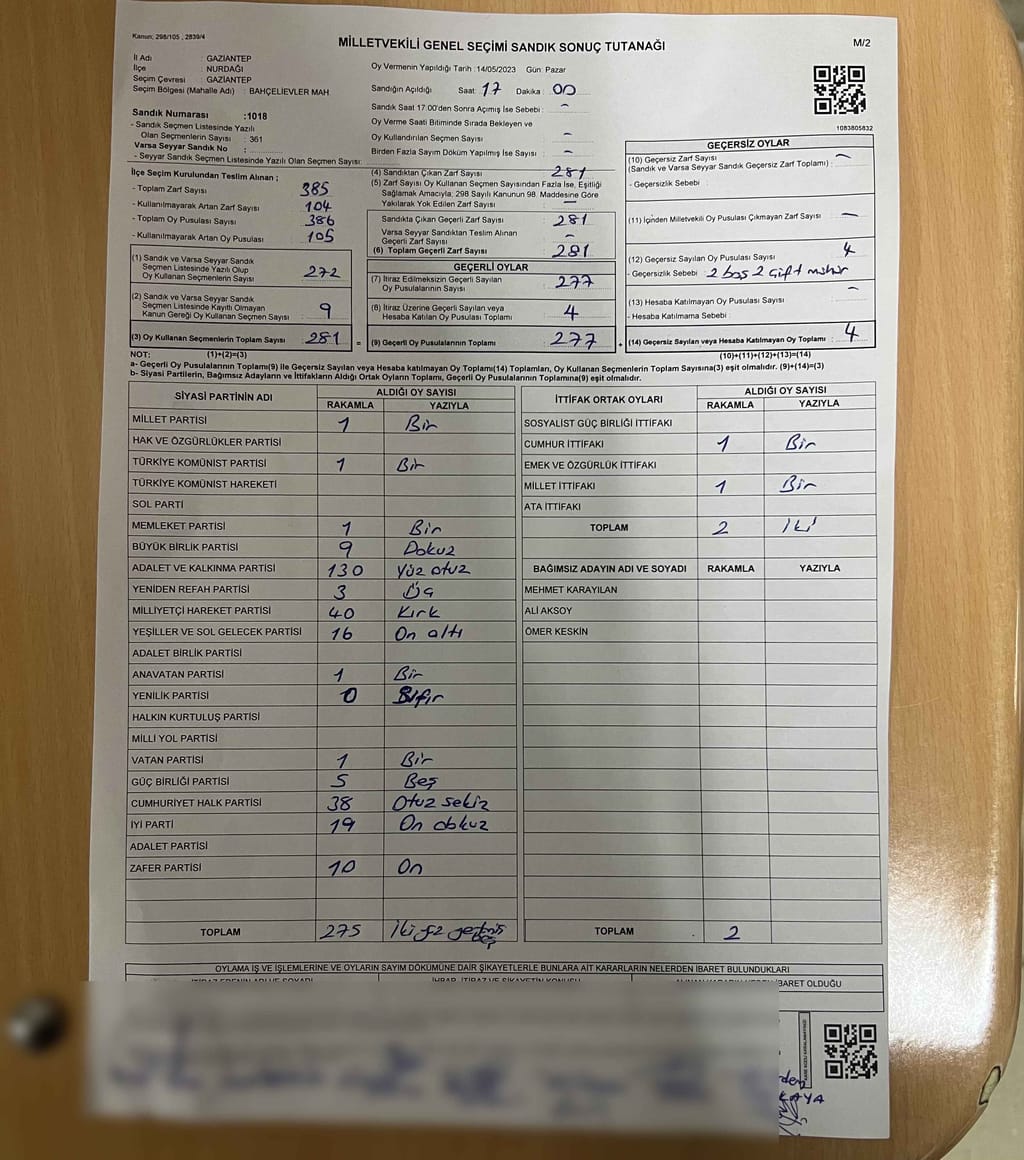 Kanun; 298/105 , 2839/4
MİLLETVEKİLİ GENEL SEÇİMİ SANDIK SONUÇ TUTANAĞI
M/2
İl Adı : GAZİANTEP
İlçe : NURDAĞI
Seçim Çevresi : GAZİANTEP
Seçim Bölgesi (Mahalle Adı) : BAHÇELİEVLER MAH.
Oy Vermenin Yapıldığı Tarih :14/05/2023 Gün: Pazar
Sandığın Açıldığı Saat: 17 Dakika : 00
Sandık Saat 17:00'den Sonra Açımış İse Sebebi : -
Oy Verme Saati Bitiminde Sırada Bekleyen ve
Oy Kullandırılan Seçmen Sayısı -
Birden Fazla Sayım Döküm Yapılmış İse Sayısı : -
1083805832
Sandık Numarası :1018
- Sandık Seçmen Listesinde Yazılı
Olan Seçmenlerin Sayısı : 361
Varsa Seyyar Sandık No :
- Seyyar Sandık Seçmen Listesinde Yazılı Olan Seçmen Sayısı:
İlçe Seçim Kurulundan Teslim Alınan ;
- Toplam Zarf Sayısı 385
- Kullanılmayarak Artan Zarf Sayısı 104
- Toplam Oy Pusulası Sayısı 386
- Kullanılmayarak Artan Oy Pusulası 105
(1) Sandık ve Varsa Seyyar Sandık
Seçmen Listesinde Yazılı Olup
Oy Kullanan Seçmenlerin Sayısı 272
(2) Sandık ve Varsa Seyyar Sandık
Seçmen Listesinde Kayıtlı Olmayan
Kanun Gereği Oy Kullanan Seçmen Sayısı 9
(3) Oy Kullanan Seçmenlerin Toplam Sayısı 281 =
(4) Sandıktan Çıkan Zarf Sayısı 281
(5) Zarf Sayısı Oy Kullanan Seçmen Sayısından Fazla İse, Eşitliği
Sağlamak Amacıyla; 298 Sayılı Kanunun 98. Maddesine Göre
Yakılarak Yok Edilen Zarf Sayısı -
Sandıkta Çıkan Geçerli Zarf Sayısı 281
Varsa Seyyar Sandıktan Teslim Alınan
Geçerli Zarf Sayısı -
(6) Toplam Geçerli Zarf Sayısı 281
GEÇERLİ OYLAR
(7) İtiraz Edilmeksizin Geçerli Sayılan
Oy Pusulalarının Sayısı 277
(8) İtiraz Üzerine Geçerli Sayılan veya
Hesaba Katılan Oy Pusulası Toplamı 4
(9) Geçerli Oy Pusulalarının Toplamı 277 +
GEÇERSİZ OYLAR
(10) Geçersiz Zarf Sayısı
(Sandık ve Varsa Seyyar Sandık Geçersiz Zarf Toplamı) : -
- Geçersizlik Sebebi :
(11) İçinden Milletvekili Oy Pusulası Çıkmayan Zarf Sayısı -
(12) Geçersiz Sayılan Oy Pusulası Sayısı 4
- Geçersizlik Sebebi : 2 boş 2 çift mühür
(13) Hesaba Katılmayan Oy Pusulası Sayısı -
- Hesaba Katılmama Sebebi :
(14) Geçersiz Sayılan veya Hesaba Katılmayan Oy Toplamı 4
NOT: (1)+(2)=(3) (10)+(11)+(12)+(13)=(14)
a- Geçerli Oy Pusulalarının Toplamı(9) ile Geçersiz Sayılan veya Hesaba katılmayan Oy Toplamı(14) Toplamları, Oy Kullanan Seçmenlerin Toplam Sayısına(3) eşit olmalıdır. (9)+(14)=(3)
b- Siyasi Partilerin, Bağımsız Adayların ve İttifakların Aldığı Ortak Oyların Toplamı, Geçerli Oy Pusulalarının Toplamına(9) eşit olmalıdır.
SİYASİ PARTİNİN ADI ALDIĞI OY SAYISI
RAKAMLA YAZIYLA
MİLLET PARTİSİ 1 Bir
HAK VE ÖZGÜRLÜKLER PARTİSİ
TÜRKİYE KOMÜNİST PARTİSİ 1 Bir
TÜRKİYE KOMÜNİST HAREKETİ
SOL PARTİ
MEMLEKET PARTİSİ 1 Bir
BÜYÜK BİRLİK PARTİSİ 9 Dokuz
ADALET VE KALKINMA PARTİSİ 130 Yüz otuz
YENİDEN REFAH PARTİSİ 3 Üç
MİLLİYETÇİ HAREKET PARTİSİ 40 Kırk
YEŞİLLER VE SOL GELECEK PARTİSİ 16 On altı
ADALET BİRLİK PARTİSİ
ANAVATAN PARTİSİ 1 Bir
YENİLİK PARTİSİ 0 Sıfır
HALKIN KURTULUŞ PARTİSİ
MİLLİ YOL PARTİSİ
VATAN PARTİSİ 1 Bir
GÜÇ BİRLİĞİ PARTİSİ 5 Beş
CUMHURİYET HALK PARTİSİ 38 Otuz sekiz
İYİ PARTİ 19 On
ADALET PARTİSİ
ZAFER PARTİSİ 10 On
TOPLAM 275 İki yüz yetmiş beş
İTTİFAK ORTAK OYLARI ALDIĞI OY SAYISI
RAKAMLA YAZIYLA
SOSYALİST GÜÇ BİRLİĞİ İTTİFAKI
CUMHUR İTTİFAKI 1 Bir
EMEK VE ÖZGÜRLÜK İTTİFAKI
MİLLET İTTİFAKI 1 Bir
ATA İTTİFAKI
TOPLAM 2 İki
BAĞIMSIZ ADAYIN ADI VE SOYADI RAKAMLA YAZIYLA
MEHMET KARAYILAN
ALİ AKSOY
ÖMER KESKİN
TOPLAM 2
OYLAMA İŞ VE İŞLEMLERİNE VE OYLARIN SAYIM DÖKÜMÜNE DAİR ŞİKAYETLERLE BUNLARA AİT KARARLARIN NELERDEN İBARET BULUNDUKLARI
İBARET OLDUĞU